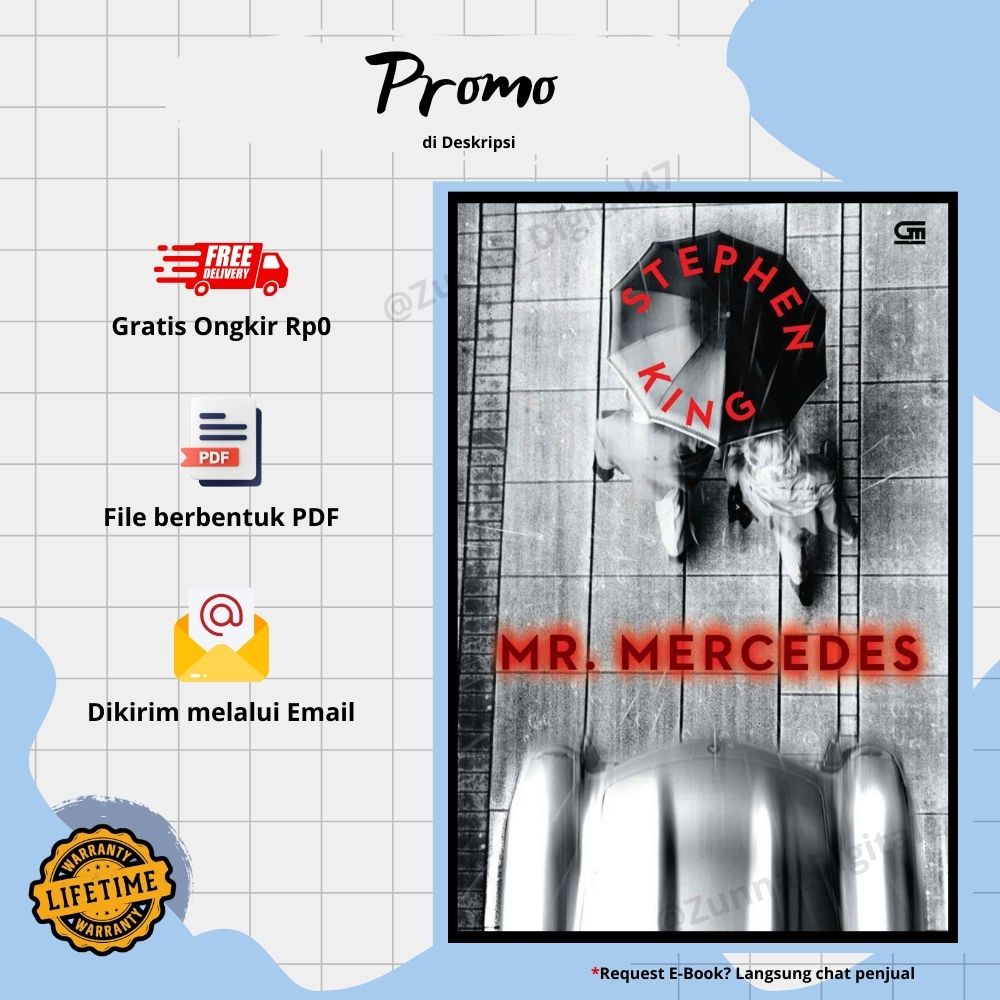 Promo
di Deskripsi
FREE
DELIVERY
Gratis Ongkir Rp0
PDF
File berbentuk PDF
@
Dikirim melalui Email
WARRANTY
LIFETIME
WARRANTY
GM
STEPHEN
KING
MR. MERCEDES
*Request E-Book? Langsung chat penjual